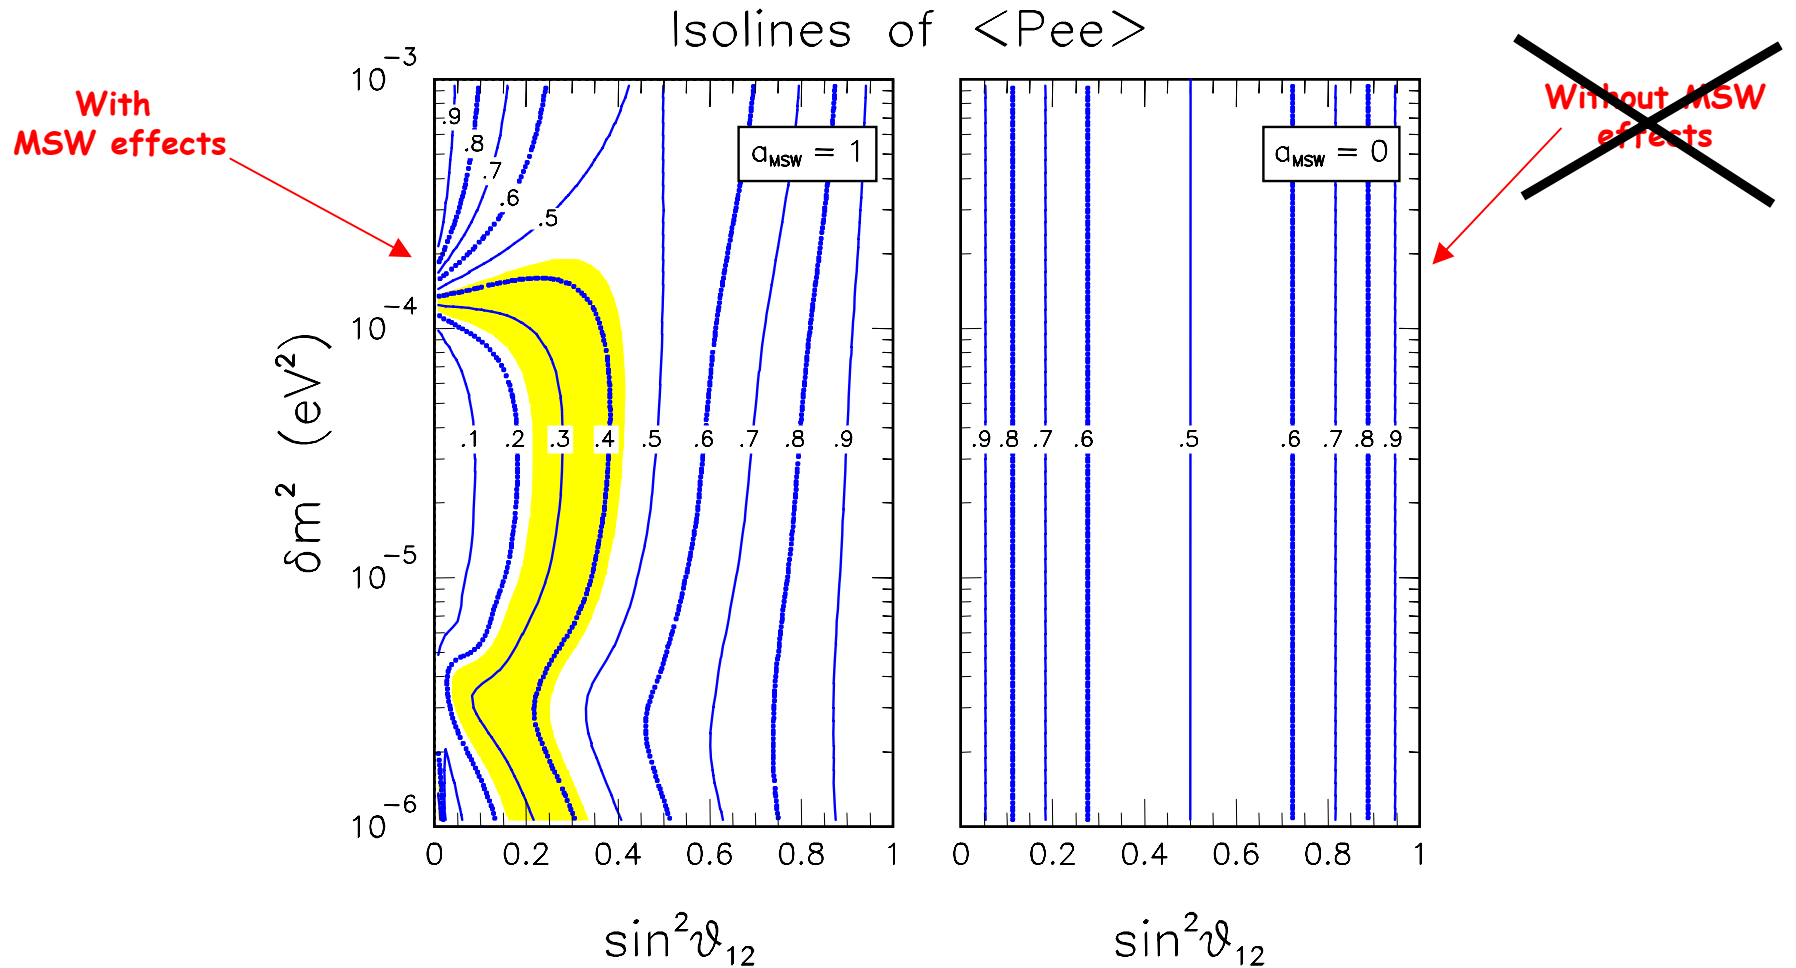 Isolines of <Pee>
With
MSW effects
Without MSW
effects
a_MSW = 1
.9
.8
.7
.6
.5
.1 .2 .3 .4 .5 .6 .7 .8 .9
δm² (eV²)
10⁻³
10⁻⁴
10⁻⁵
10⁻⁶
0 0.2 0.4 0.6 0.8 1
sin²ϑ₁₂
a_MSW = 0
.9 .8 .7 .6 .5 .6 .7 .8 .9
0 0.2 0.4 0.6 0.8 1
sin²ϑ₁₂